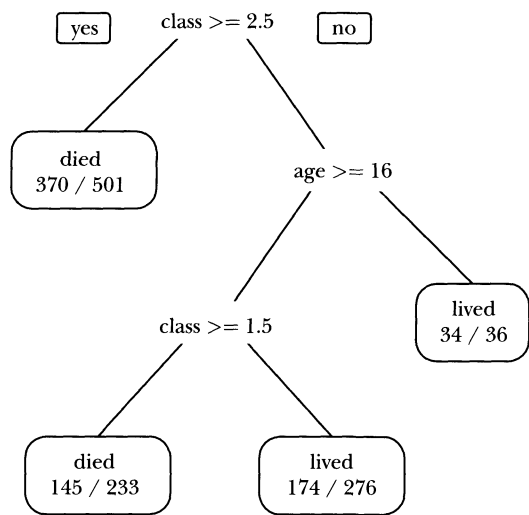 yes
class >= 2.5
no
died
370 / 501
age >= 16
lived
34 / 36
class >= 1.5
died
145 / 233
lived
174 / 276